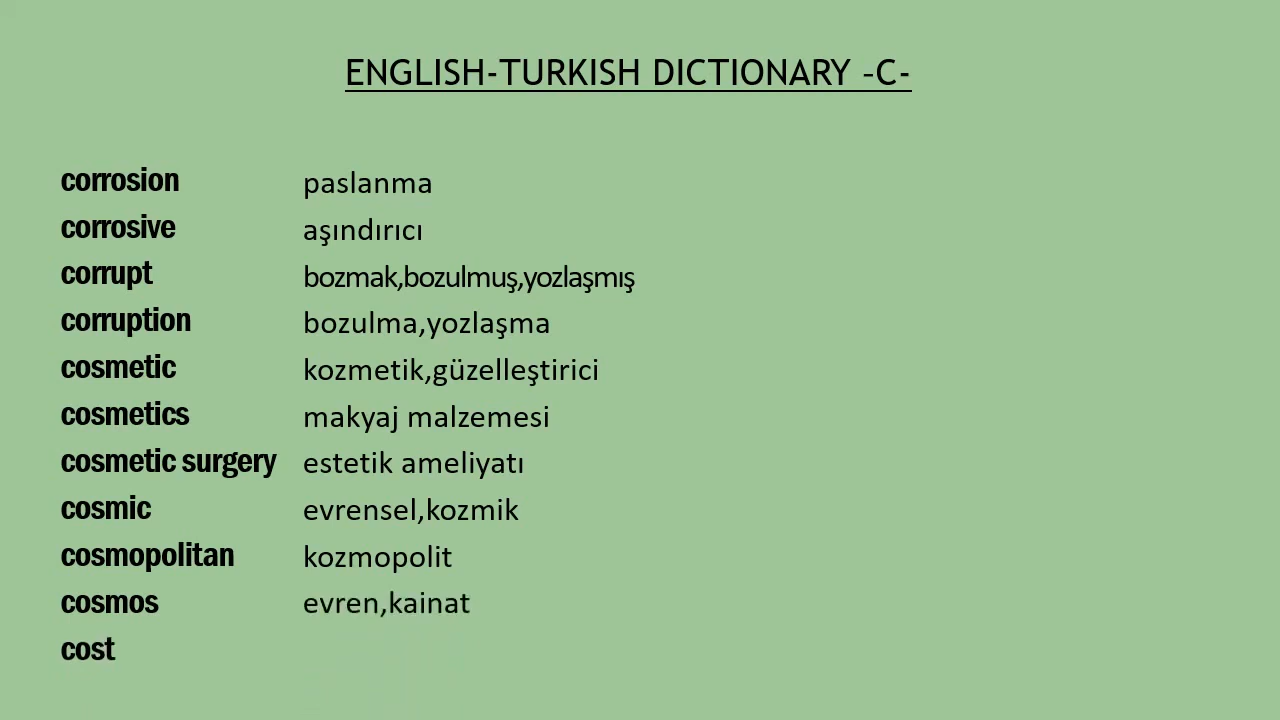 ENGLISH-TURKISH DICTIONARY –C-
corrosion paslanma
corrosive aşındırıcı
corrupt bozmak,bozulmuş,yozlaşmış
corruption bozulma,yozlaşma
cosmetic kozmetik,güzelleştirici
cosmetics makyaj malzemesi
cosmetic surgery estetik ameliyatı
cosmic evrensel,kozmik
cosmopolitan kozmopolit
cosmos evren,kainat
cost